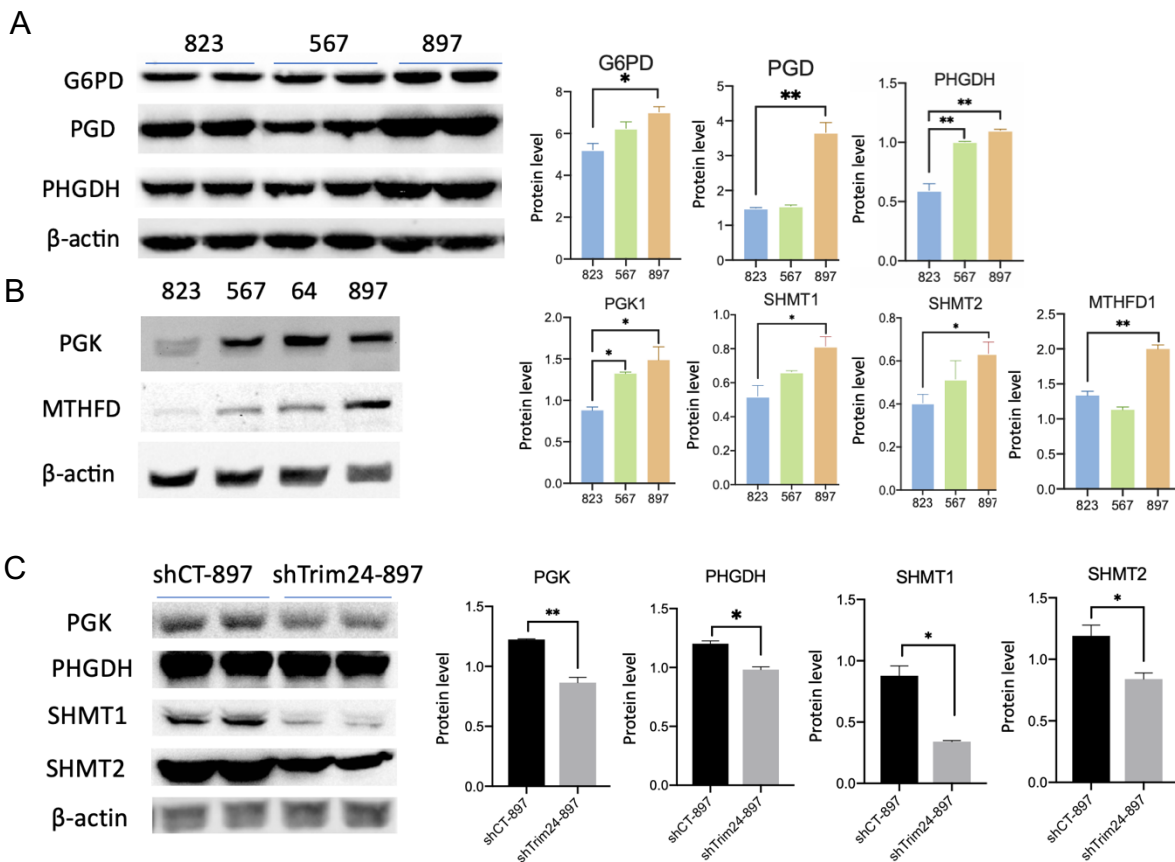 A
823 567 897
G6PD
PGD
PHGDH
β-actin
G6PD
*
Protein level
8
6
4
2
0
823 567 897
PGD
**
Protein level
5
4
3
2
1
0
823 567 897
PHGDH
**
**
Protein level
1.5
1.0
0.5
0.0
823 567 897
B
823 567 64 897
PGK
MTHFD
β-actin
PGK1
*
*
Protein level
2.0
1.5
1.0
0.5
0.0
823 567 897
SHMT1
*
Protein level
1.0
0.8
0.6
0.4
0.2
0.0
823 567 897
SHMT2
*
Protein level
0.8
0.6
0.4
0.2
0.0
823 567 897
MTHFD1
**
Protein level
2.5
2.0
1.5
1.0
0.5
0.0
823 567 897
C
shCT-897 shTrim24-897
PGK
PHGDH
SHMT1
SHMT2
β-actin
PGK
**
Protein level
1.5
1.0
0.5
0.0
shCT-897
shTrim24-897
PHGDH
*
Protein level
1.5
1.0
0.5
0.0
shCT-897
shTrim24-897
SHMT1
*
Protein level
1.5
1.0
0.5
0.0
shCT-897
shTrim24-897
SHMT2
*
Protein level
1.5
1.0
0.5
0.0
shCT-897
shTrim24-897